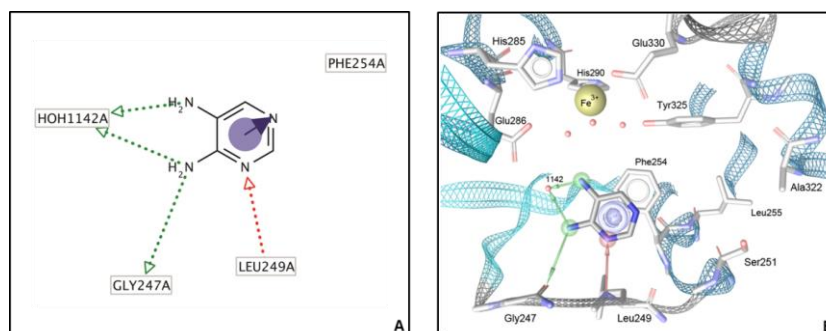 PHE254A
H₂N
HOH1142A
N
H₂N
N
GLY247A
LEU249A
A
His285
His290
Glu330
Fe³⁺
Glu286
Tyr325
1142
Phe254
Ala322
Leu255
Ser251
Gly247
Leu249